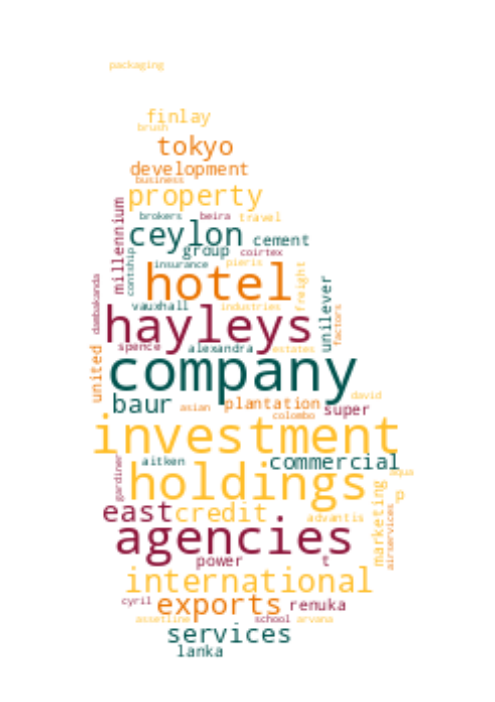 packaging
finlay
brush
tokyo
development
business
property
millennium
brokers beira travel
ceylon cement
group coirtex
contship
insurance pieris
hotel
freight
dambakanda
vauxhall industries
unilever
factors
hayleys
spence alexandra estates
united
company
david
baur asian plantation super
colombo
investment
aitken commercial
gardiner
holdings aqua
marketing
cp
east credit advantis
airservices
agencies
power t
international
cyril exports renuka
assetline school arvana
services
lanka